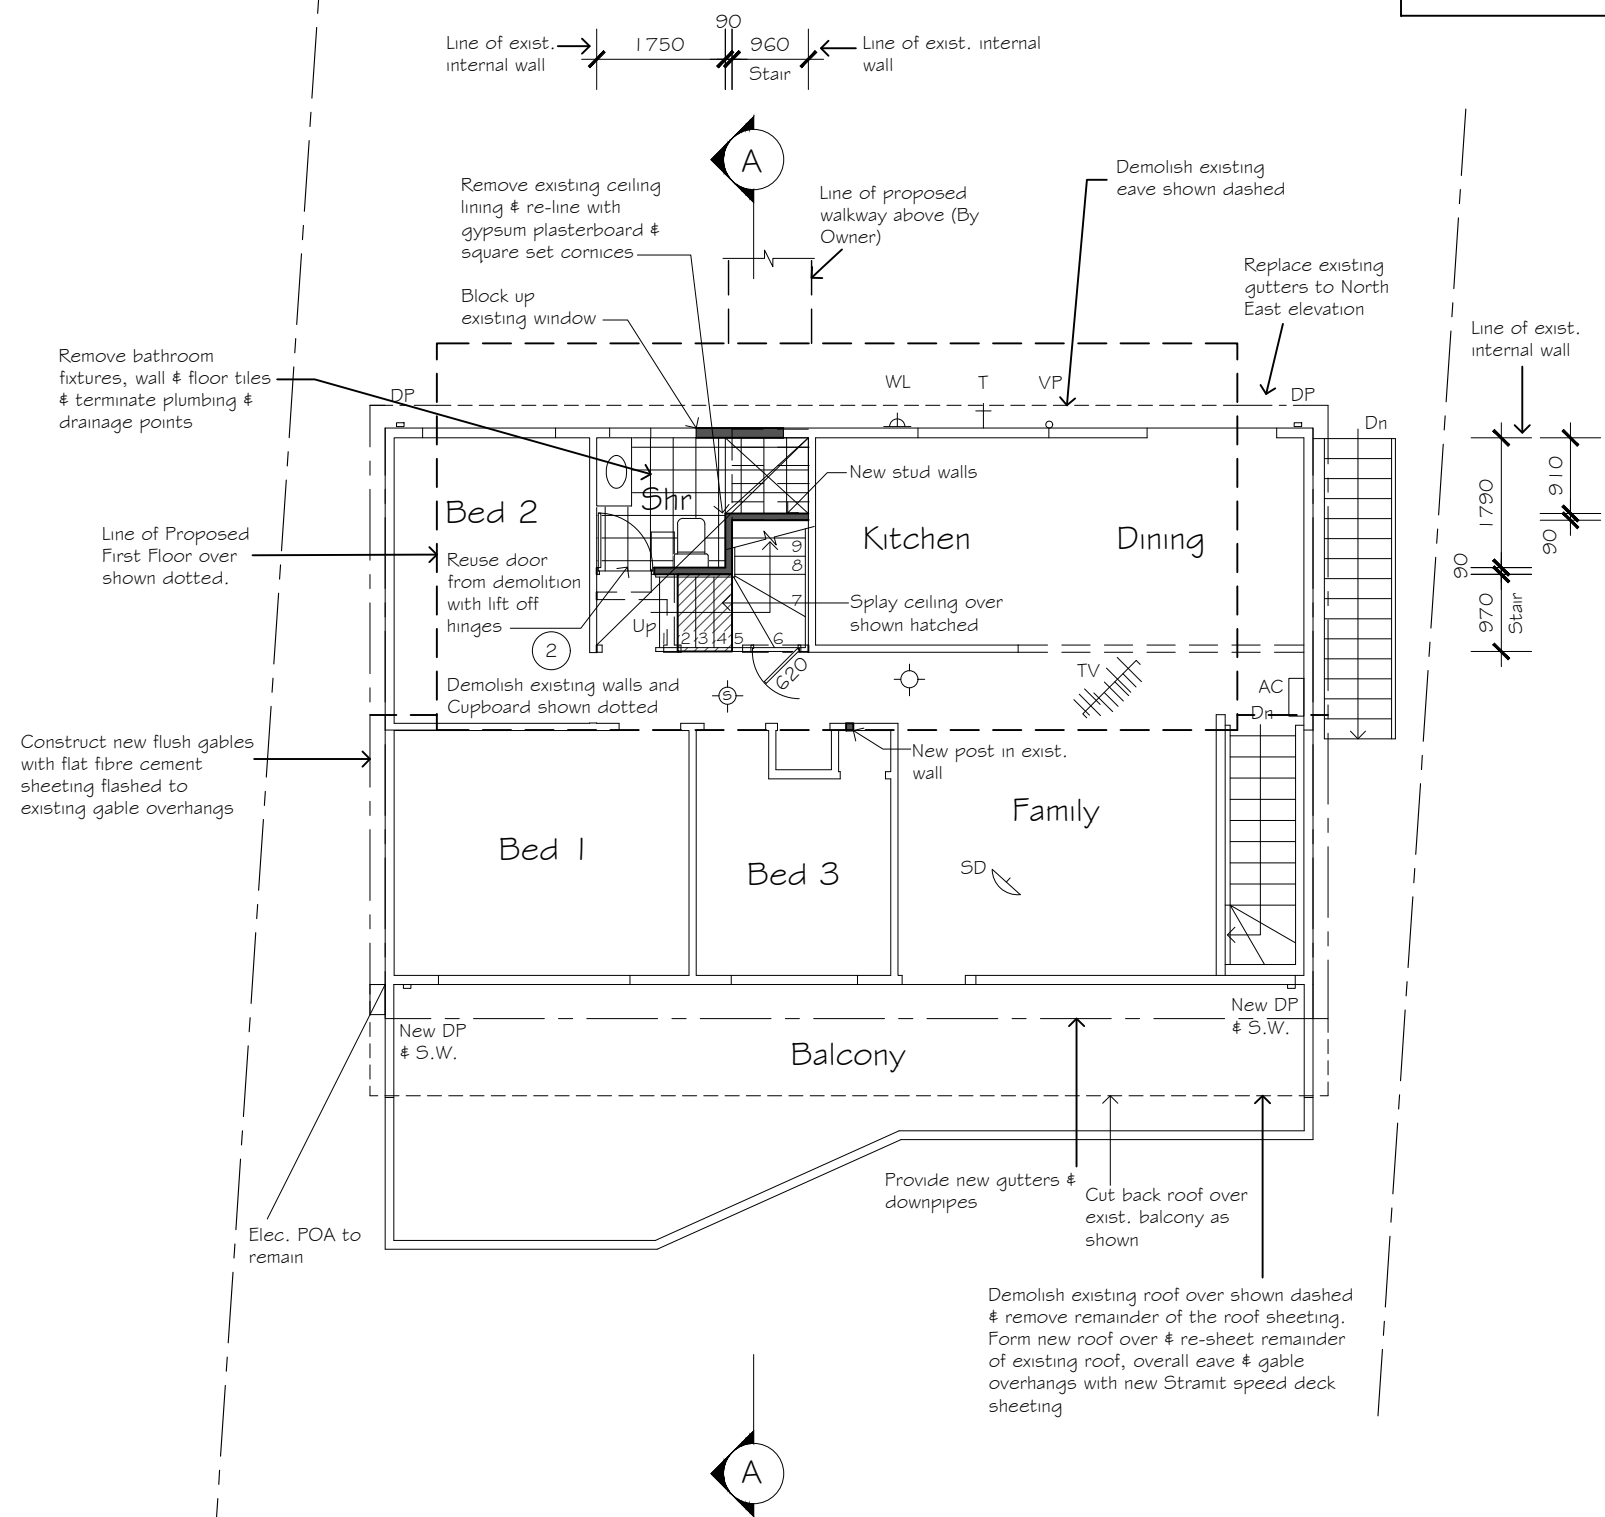 90
Line of exist.
internal wall
1750
960
Stair
Line of exist. internal
wall
A
Remove existing ceiling
lining & re-line with
gypsum plasterboard &
square set cornices
Line of proposed
walkway above (By
Owner)
Demolish existing
eave shown dashed
Block up
existing window
Replace existing
gutters to North
East elevation
Line of exist.
internal wall
Remove bathroom
fixtures, wall & floor tiles
& terminate plumbing &
drainage points
DP
WL
T
VP
DP
Dn
1790
910
90
90
970
Stair
New stud walls
Shr
Bed 2
Kitchen
Dining
Line of Proposed
First Floor over
shown dotted.
Reuse door
from demolition
with lift off
hinges
9
8
7
Splay ceiling over
shown hatched
Up
1
2
3
4
5
6
2
620
S
TV
AC
Dn
Demolish existing walls and
Cupboard shown dotted
Construct new flush gables
with flat fibre cement
sheeting flashed to
existing gable overhangs
New post in exist.
wall
Family
Bed 1
Bed 3
SD
New DP
& S.W.
New DP
& S.W.
Balcony
Provide new gutters &
downpipes
Cut back roof over
exist. balcony as
shown
Elec. POA to
remain
Demolish existing roof over shown dashed
& remove remainder of the roof sheeting.
Form new roof over & re-sheet remainder
of existing roof, overall eave & gable
overhangs with new Stramit speed deck
sheeting
A